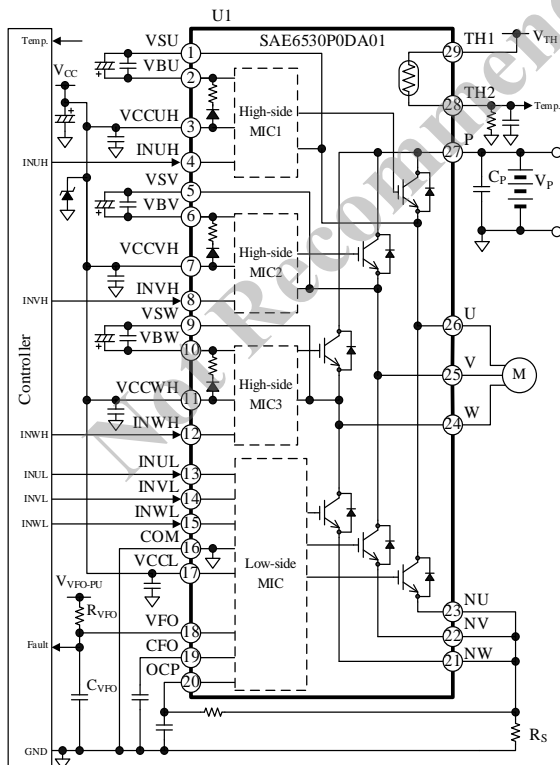 U1
SAE6530P0DA01
Temp.
VCC
VSU
VBU
VCCUH
INUH
INUH
VSV
VBV
VCCVH
INVH
INVH
VSW
VBW
VCCWH
INWH
INWH
INUL
INUL
INVL
INVL
INWL
INWL
COM
VCCL
VVFO-PU
RVFO
VFO
Fault
CFO
OCP
CVFO
GND
Controller
1
2
3
4
5
6
7
8
9
10
11
12
13
14
15
16
17
18
19
20
High-side
MIC1
High-side
MIC2
High-side
MIC3
Low-side
MIC
29
TH1
VTH
28
TH2
Temp.
27
P
CP
VP
26
U
25
V
24
W
M
23
NU
22
NV
21
NW
RS
Not Recommen